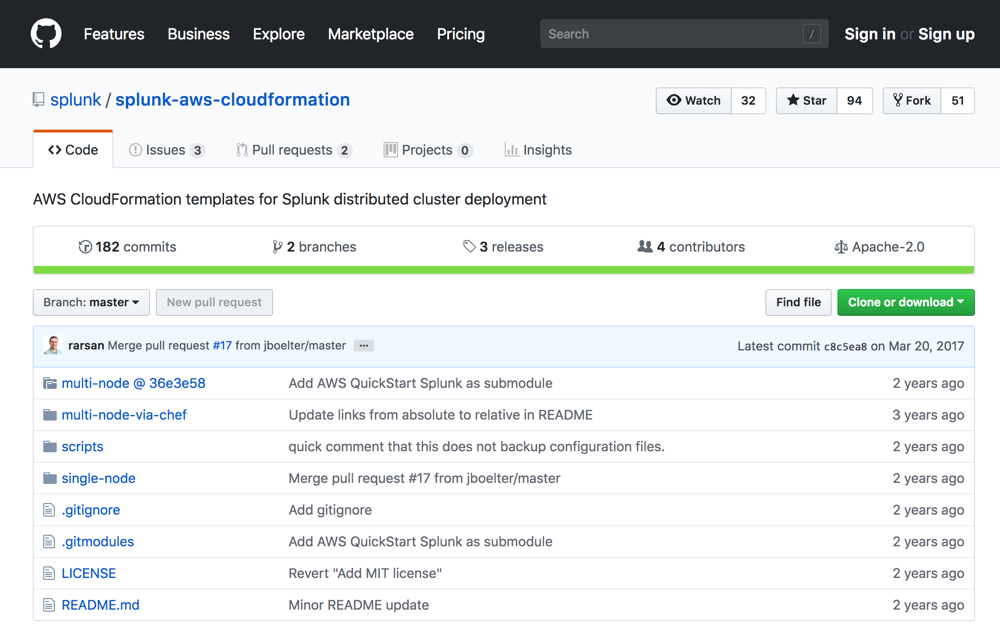 Features Business Explore Marketplace Pricing Search / Sign in or Sign up
splunk / splunk-aws-cloudformation Watch 32 Star 94 Fork 51
Code Issues 3 Pull requests 2 Projects 0 Insights
AWS CloudFormation templates for Splunk distributed cluster deployment
182 commits 2 branches 3 releases 4 contributors Apache-2.0
Branch: master New pull request Find file Clone or download
rarsan Merge pull request #17 from jboelter/master ... Latest commit c8c5ea8 on Mar 20, 2017
multi-node @ 36e3e58 Add AWS QuickStart Splunk as submodule 2 years ago
multi-node-via-chef Update links from absolute to relative in README 3 years ago
scripts quick comment that this does not backup configuration files. 2 years ago
single-node Merge pull request #17 from jboelter/master 2 years ago
.gitignore Add gitignore 2 years ago
.gitmodules Add AWS QuickStart Splunk as submodule 2 years ago
LICENSE Revert "Add MIT license" 2 years ago
README.md Minor README update 2 years ago